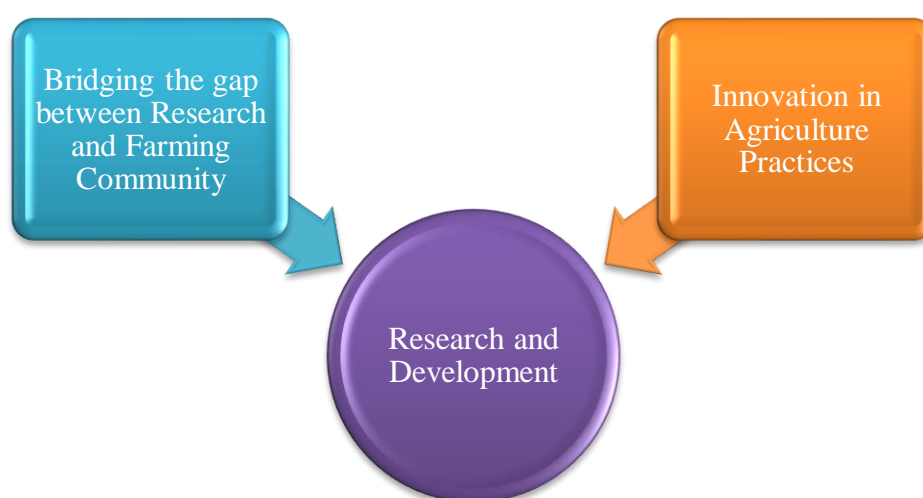 Bridging the gap
between Research
and Farming
Community
Innovation in
Agriculture
Practices
Research and
Development